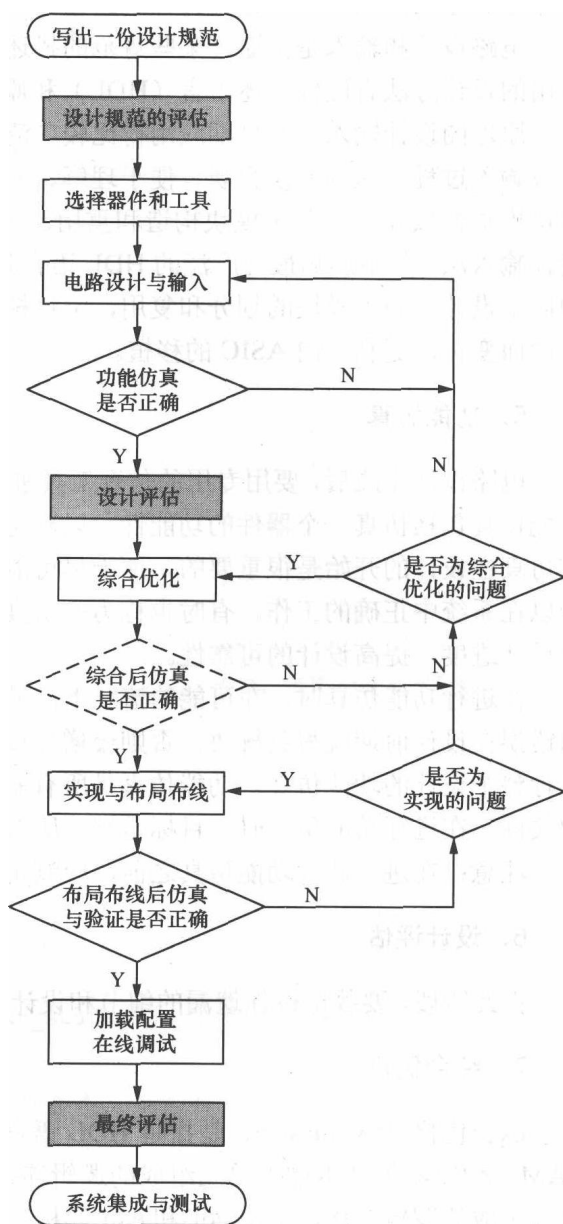 写出一份设计规范
设计规范的评估
选择器件和工具
电路设计与输入
功能仿真
是否正确
N
Y
N
设计评估
综合优化
Y
是否为综合
优化的问题
综合后仿真
是否正确
N
N
Y
实现与布局布线
Y
是否为
实现的问题
布局布线后仿真
与验证是否正确
N
Y
加载配置
在线调试
最终评估
系统集成与测试